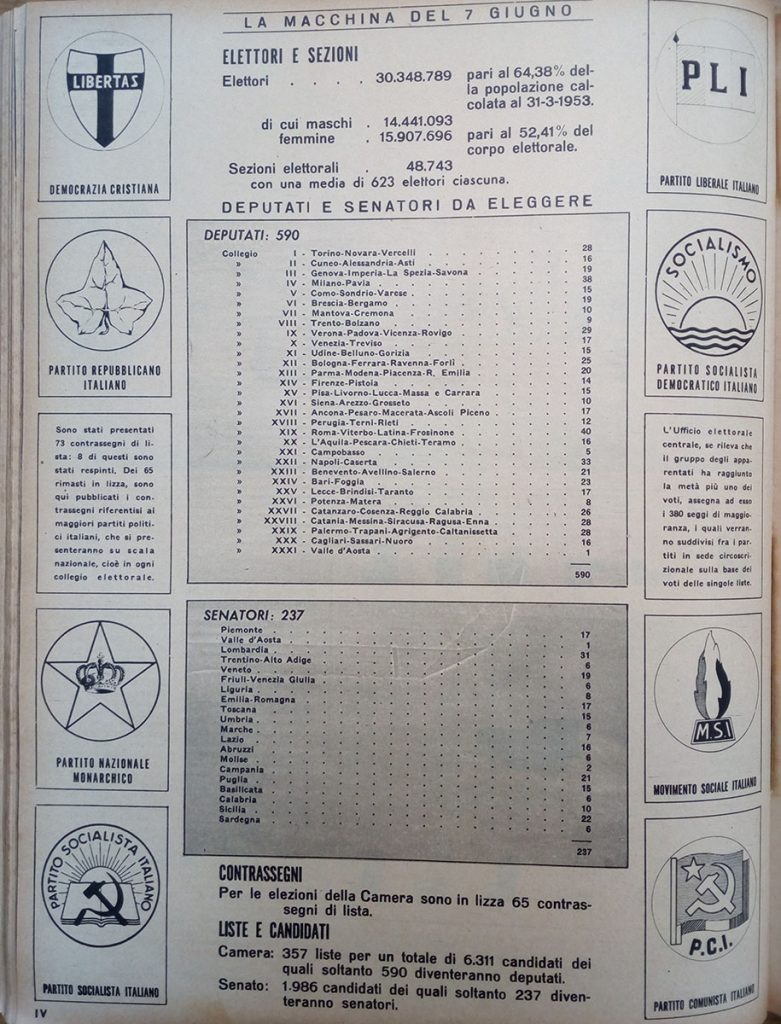 LA MACCHINA DEL 7 GIUGNO
LIBERTAS
DEMOCRAZIA CRISTIANA
PARTITO REPUBBLICANO
ITALIANO
Sono stati presentati
73 contrassegni di li-
sta: 8 di questi sono
stati respinti. Dei 65
rimasti in lizza, sono
qui pubblicati i con-
trassegni riferentisi ai
maggiori partiti politi-
ci italiani, che si pre-
senteranno su scala
nazionale, cioè in ogni
collegio elettorale.
PARTITO NAZIONALE
MONARCHICO
PARTITO SOCIALISTA ITALIANO
PARTITO SOCIALISTA ITALIANO
IV
ELETTORI E SEZIONI
Elettori . . . . 30.348.789 pari al 64,38% del-
la popolazione cal-
colata al 31-3-1953.
di cui maschi . 14.441.093
femmine . 15.907.696 pari al 52,41% del
corpo elettorale.
Sezioni elettorali . 48.743
con una media di 623 elettori ciascuna.
DEPUTATI E SENATORI DA ELEGGERE
DEPUTATI: 590
Collegio I - Torino-Novara-Vercelli 28
» II - Cuneo-Alessandria-Asti 16
» III - Genova-Imperia-La Spezia-Savona 19
» IV - Milano-Pavia 38
» V - Como-Sondrio-Varese 15
» VI - Brescia-Bergamo 19
» VII - Mantova-Cremona 10
» VIII - Trento-Bolzano 9
» IX - Verona-Padova-Vicenza-Rovigo 29
» X - Venezia-Treviso 17
» XI - Udine-Belluno-Gorizia 15
» XII - Bologna-Ferrara-Ravenna-Forlì 25
» XIII - Parma-Modena-Piacenza-R. Emilia 20
» XIV - Firenze-Pistoia 14
» XV - Pisa-Livorno-Lucca-Massa e Carrara 15
» XVI - Siena-Arezzo-Grosseto 10
» XVII - Ancona-Pesaro-Macerata-Ascoli Piceno 17
» XVIII - Perugia-Terni-Rieti 12
» XIX - Roma-Viterbo-Latina-Frosinone 40
» XX - L'Aquila-Pescara-Chieti-Teramo 16
» XXI - Campobasso 5
» XXII - Napoli-Caserta 33
» XXIII - Benevento-Avellino-Salerno 21
» XXIV - Bari-Foggia 23
» XXV - Lecce-Brindisi-Taranto 17
» XXVI - Potenza-Matera 8
» XXVII - Catanzaro-Cosenza-Reggio Calabria 26
» XXVIII - Catania-Messina-Siracusa-Ragusa-Enna 28
» XXIX - Palermo-Trapani-Agrigento-Caltanissetta 28
» XXX - Cagliari-Sassari-Nuoro 16
» XXXI - Valle d'Aosta 1
590
SENATORI: 237
Piemonte 17
Valle d'Aosta 1
Lombardia 31
Trentino-Alto Adige 6
Veneto 19
Friuli-Venezia Giulia 6
Liguria 8
Emilia-Romagna 17
Toscana 15
Umbria 6
Marche 7
Lazio 16
Abruzzi 6
Molise 2
Campania 21
Puglia 15
Basilicata 6
Calabria 10
Sicilia 22
Sardegna 6
237
CONTRASSEGNI
Per le elezioni della Camera sono in lizza 65 contras-
segni di lista.
LISTE E CANDIDATI
Camera: 357 liste per un totale di 6.311 candidati dei
quali soltanto 590 diventeranno deputati.
Senato: 1.986 candidati dei quali soltanto 237 diven-
teranno senatori.
PLI
PARTITO LIBERALE ITALIANO
SOCIALISMO
PARTITO SOCIALISTA
DEMOCRATICO ITALIANO
L'Ufficio elettorale
centrale, se rileva che
il gruppo degli appa-
rentati ha raggiunto
la metà più uno dei
voti, assegna ad esso
i 380 seggi di maggio-
ranza, i quali verran-
no suddivisi fra i par-
titi in sede circoscri-
zionale sulla base dei
voti delle singole liste.
M.S.I
MOVIMENTO SOCIALE ITALIANO
P.C.I.
PARTITO COMUNISTA ITALIANO